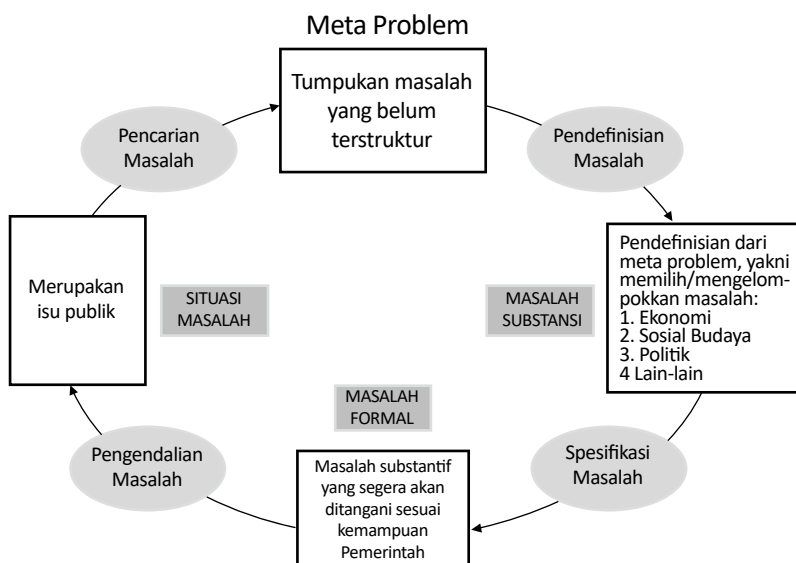 Meta Problem
Tumpukan masalah
yang belum
terstruktur
Pencarian
Masalah
Pendefinisian
Masalah
Merupakan
isu publik
SITUASI
MASALAH
MASALAH
SUBSTANSI
Pendefinisian dari
meta problem, yakni
memilih/mengelom-
pokkan masalah:
1. Ekonomi
2. Sosial Budaya
3. Politik
4 Lain-lain
MASALAH
FORMAL
Pengendalian
Masalah
Masalah substantif
yang segera akan
ditangani sesuai
kemampuan
Pemerintah
Spesifikasi
Masalah